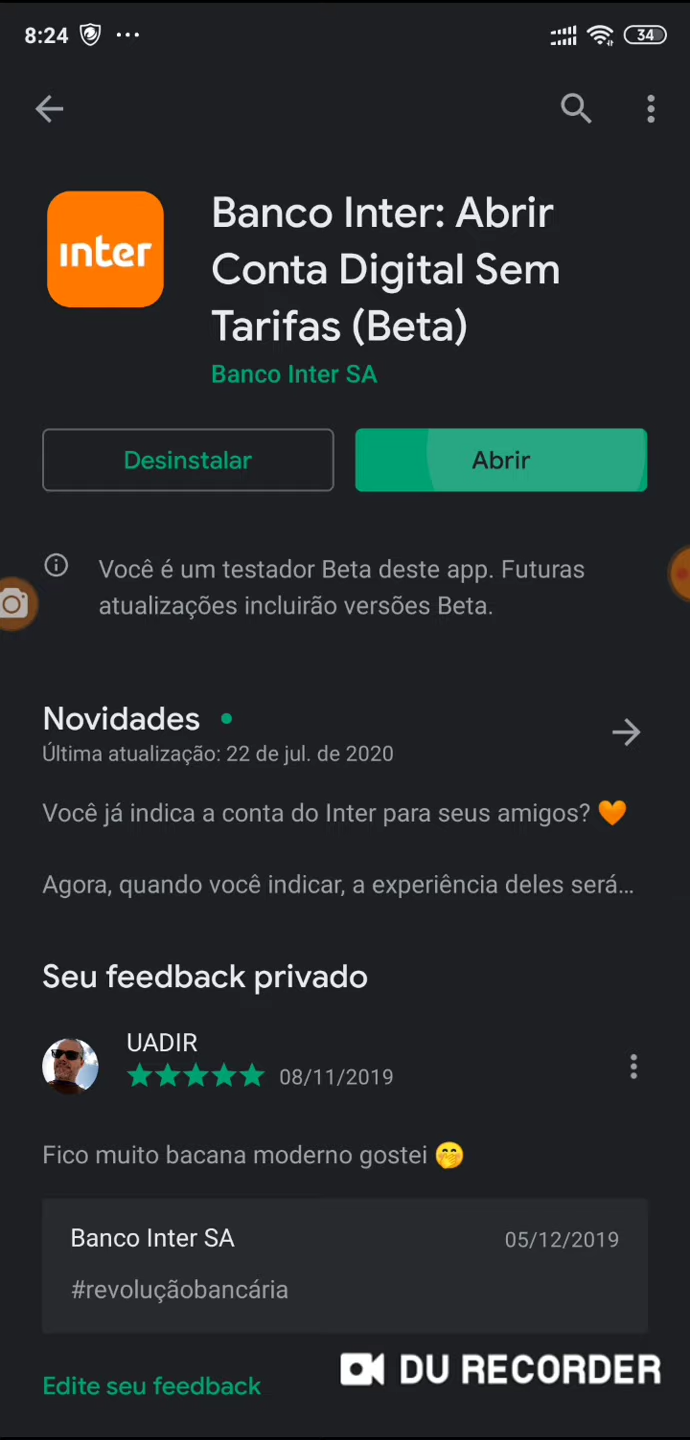 8:24
34
inter
Banco Inter: Abrir
Conta Digital Sem
Tarifas (Beta)
Banco Inter SA
Desinstalar
Abrir
Você é um testador Beta deste app. Futuras
atualizações incluirão versões Beta.
Novidades
Última atualização: 22 de jul. de 2020
Você já indica a conta do Inter para seus amigos? 🧡
Agora, quando você indicar, a experiência deles será…
Seu feedback privado
UADIR
08/11/2019
Fico muito bacana moderno gostei 🤭
Banco Inter SA
05/12/2019
#revoluçãobancária
Edite seu feedback
DU RECORDER